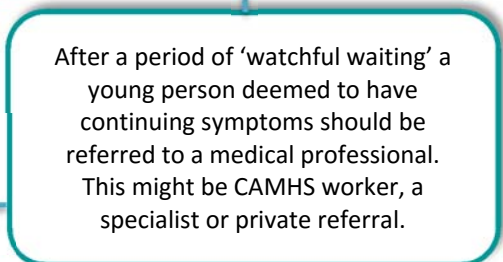 After a period of ‘watchful waiting’ a
young person deemed to have
continuing symptoms should be
referred to a medical professional.
This might be CAMHS worker, a
specialist or private referral.